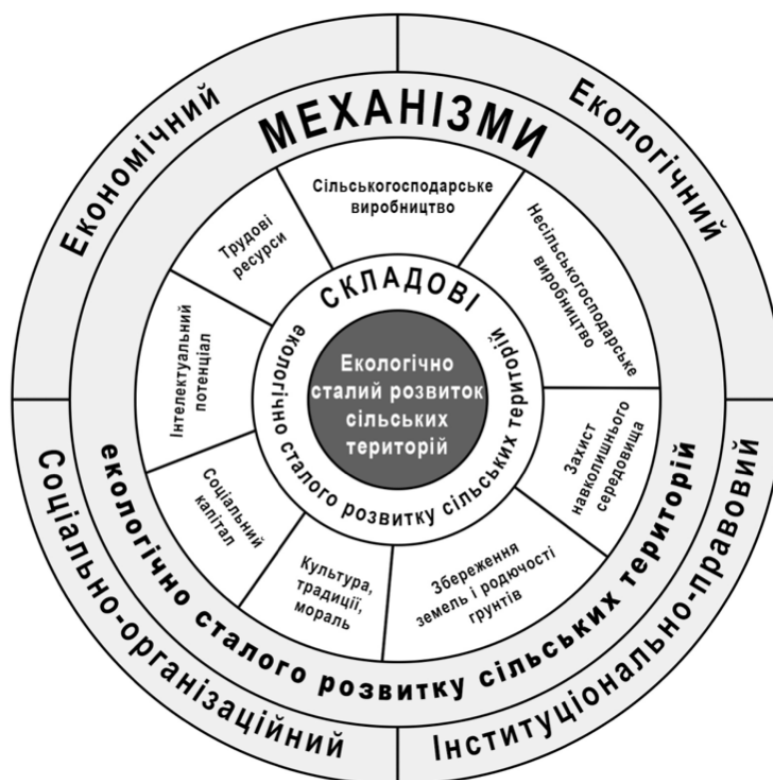 Економічний
Екологічний
МЕХАНІЗМИ
екологічно сталого розвитку сільських територій
Соціально-організаційний
Інституціонально-правовий
Сільськогосподарське
виробництво
Несільськогосподарське
виробництво
Захист
навколишнього
середовища
Збереження
земель і родючості
грунтів
Культура,
традиції,
мораль
Соціальний
капітал
Інтелектуальний
потенціал
Трудові
ресурси
СКЛАДОВІ
екологічно сталого розвитку сільських територій
Екологічно
сталий розвиток
сільських
територій